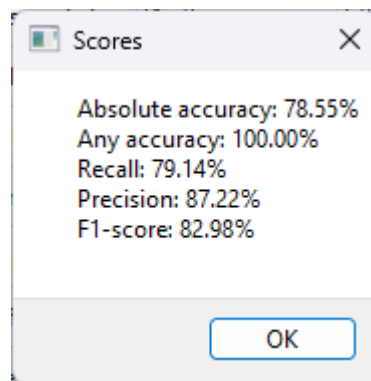 Scores
Absolute accuracy: 78.55%
Any accuracy: 100.00%
Recall: 79.14%
Precision: 87.22%
F1-score: 82.98%
OK